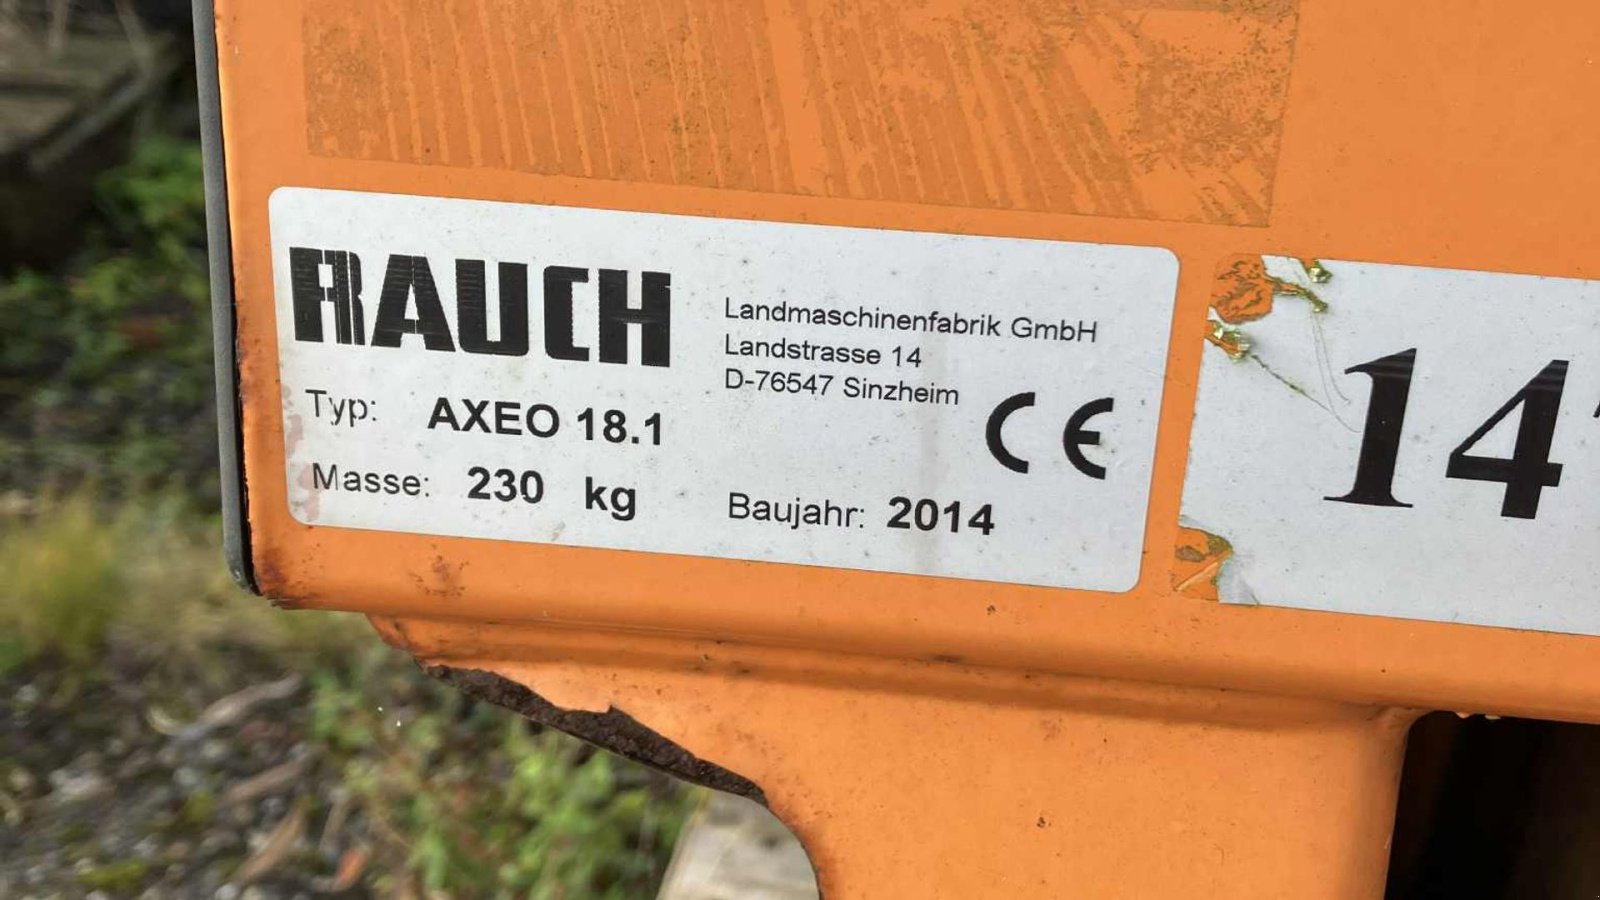 RAUCH
Landmaschinenfabrik GmbH
Landstrasse 14
D-76547 Sinzheim
CE
Typ: AXEO 18.1
Masse: 230 kg
Baujahr: 2014
14